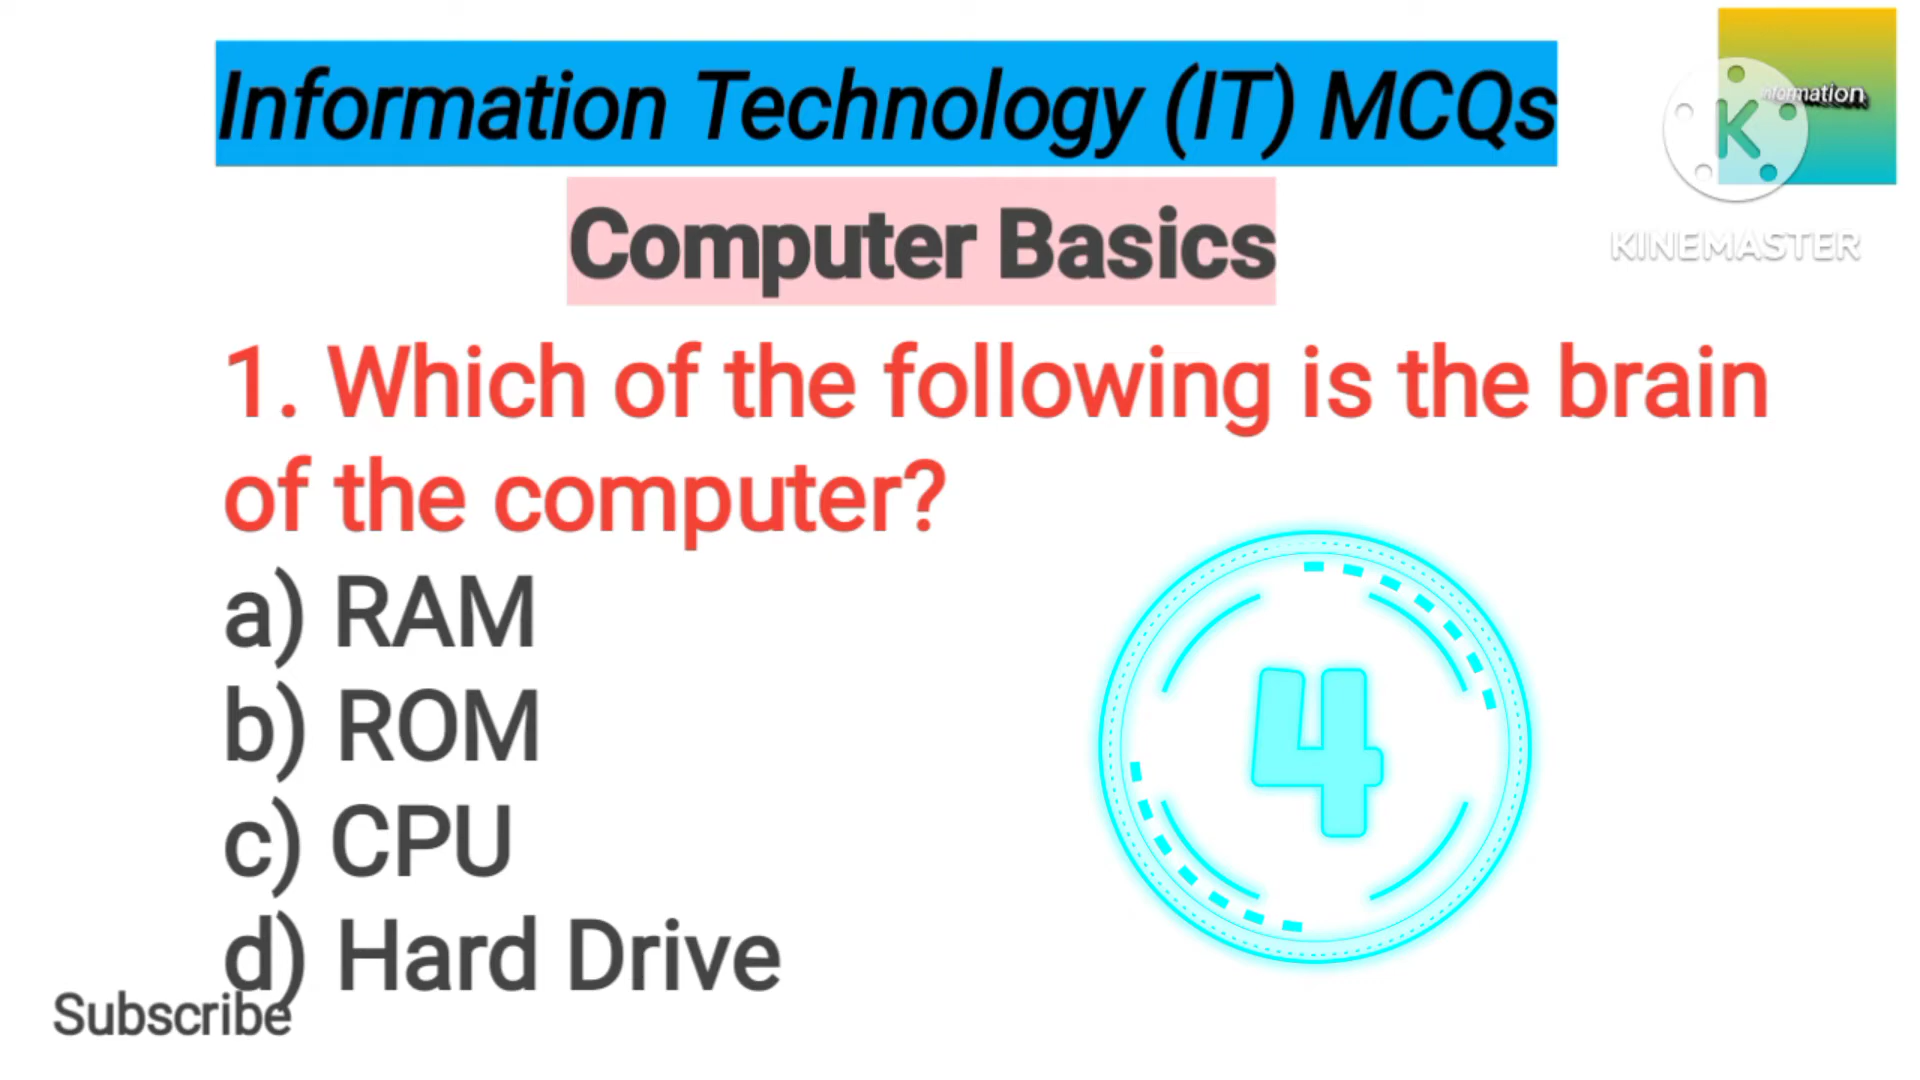 Information Technology (IT) MCQs
Computer Basics
1. Which of the following is the brain
of the computer?
a) RAM
b) ROM
c) CPU
d) Hard Drive
4
Subscribe
K
KINEMASTER